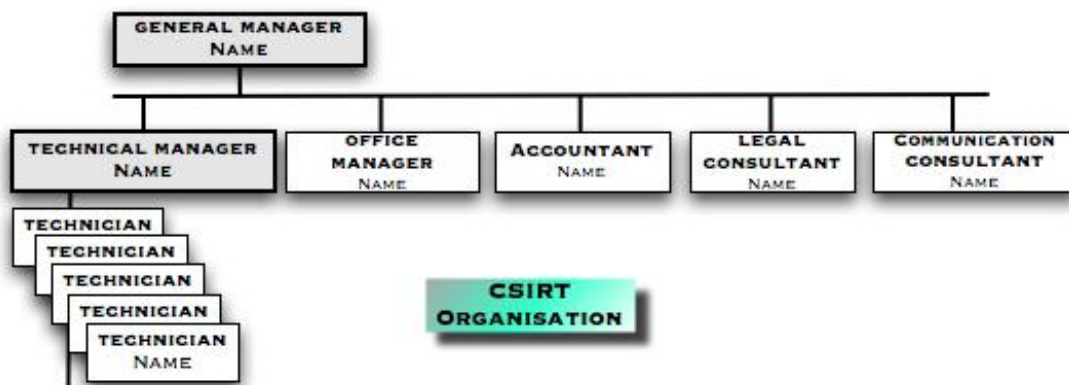 GENERAL MANAGER
NAME
TECHNICAL MANAGER
NAME
OFFICE
MANAGER
NAME
ACCOUNTANT
NAME
LEGAL
CONSULTANT
NAME
COMMUNICATION
CONSULTANT
NAME
TECHNICIAN
TECHNICIAN
TECHNICIAN
TECHNICIAN
TECHNICIAN
NAME
CSIRT
ORGANISATION